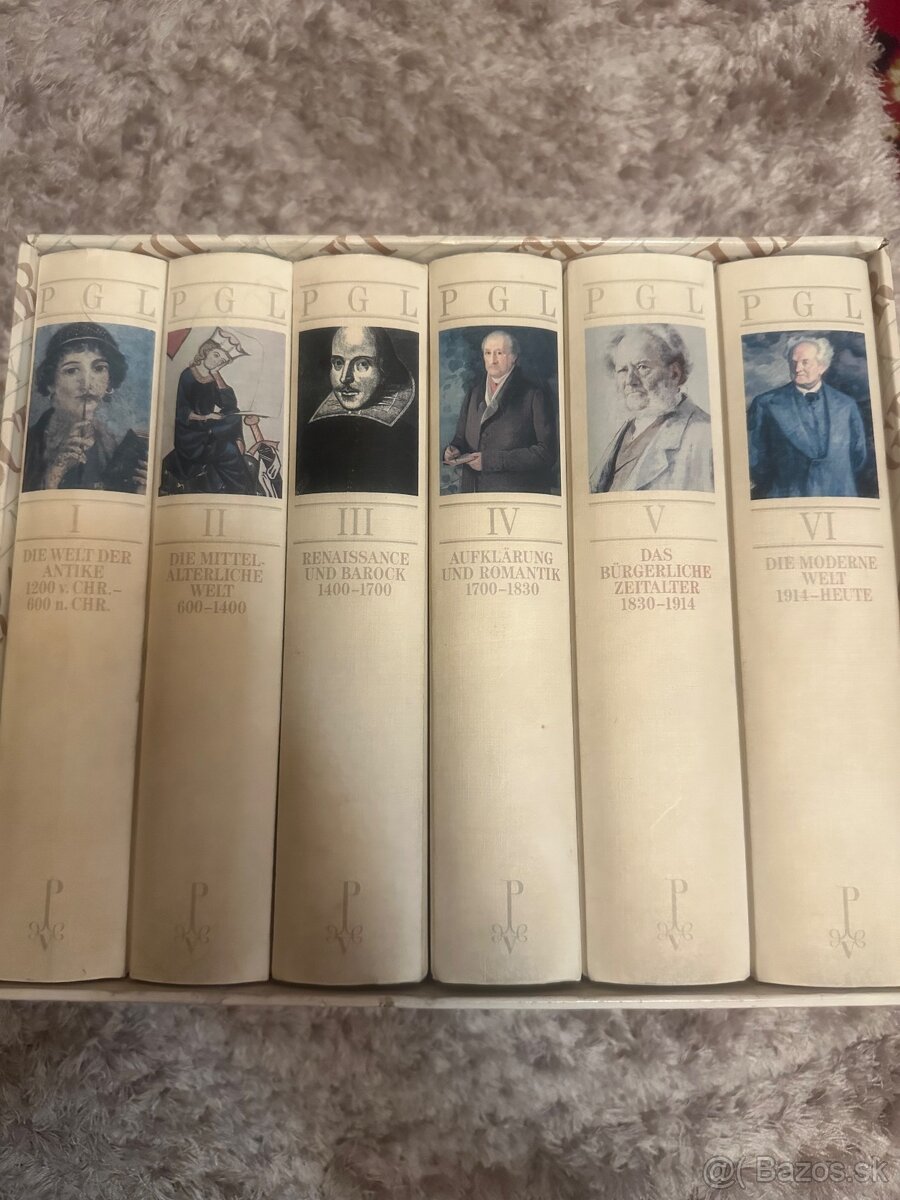 P G L
I
DIE WELT DER
ANTIKE
1200 v. CHR.–
600 n. CHR.
P V
P G L
II
DIE MITTEL-
ALTERLICHE
WELT
600–1400
P V
P G L
III
RENAISSANCE
UND BAROCK
1400–1700
P V
P G L
IV
AUFKLÄRUNG
UND ROMANTIK
1700–1830
P V
P G L
V
DAS
BÜRGERLICHE
ZEITALTER
1830–1914
P V
P G L
VI
DIE MODERNE
WELT
1914–HEUTE
P V
@( Bazos.sk